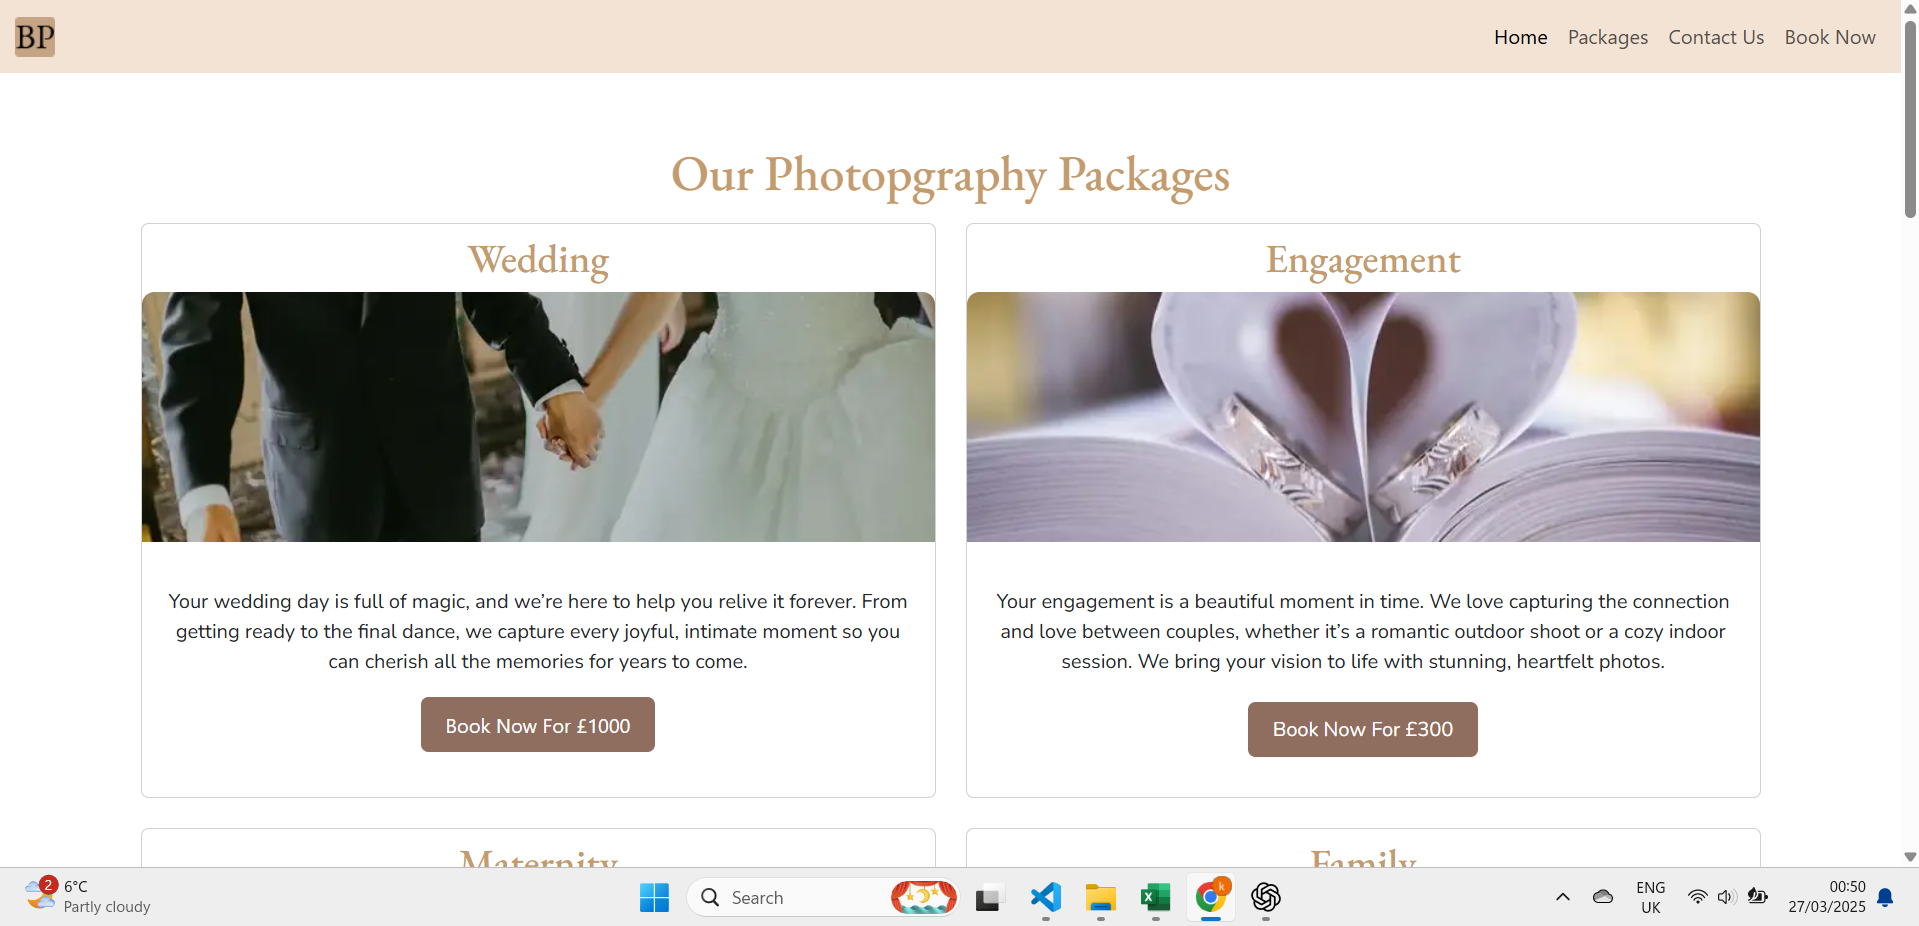 BP
Home Packages Contact Us Book Now
Our Photopgraphy Packages
Wedding
Engagement
Your wedding day is full of magic, and we’re here to help you relive it forever. From
getting ready to the final dance, we capture every joyful, intimate moment so you
can cherish all the memories for years to come.
Book Now For £1000
Your engagement is a beautiful moment in time. We love capturing the connection
and love between couples, whether it’s a romantic outdoor shoot or a cozy indoor
session. We bring your vision to life with stunning, heartfelt photos.
Book Now For £300
Maternity
Family
2
6°C
Partly cloudy
Search
k
ENG
UK
00:50
27/03/2025